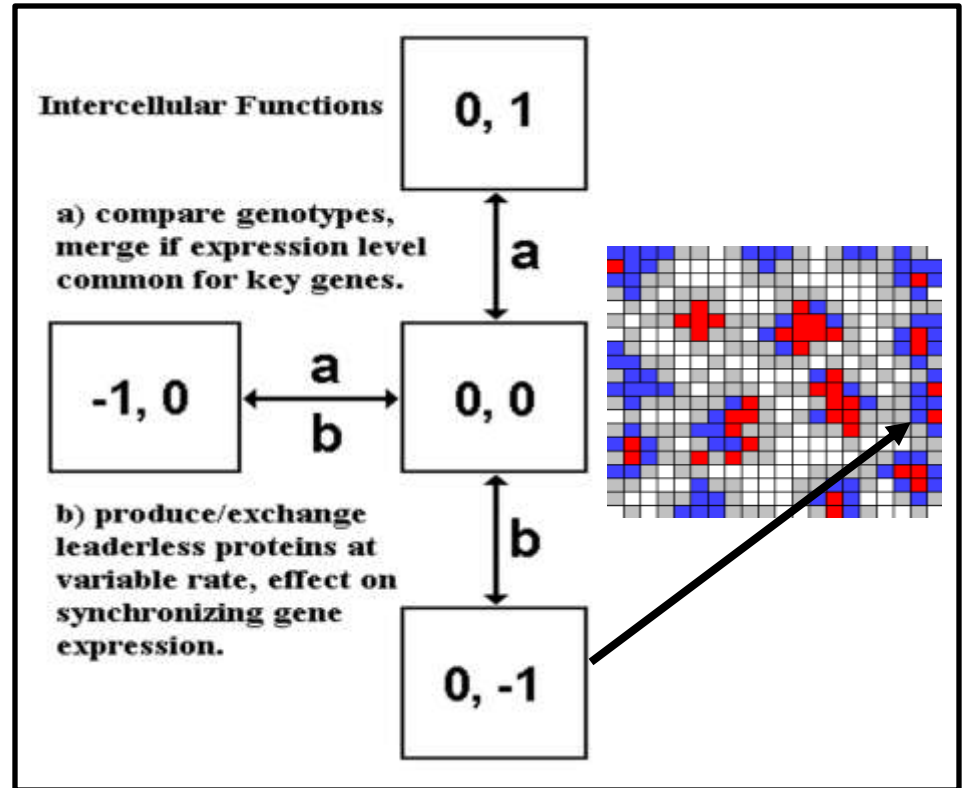 Intercellular Functions
0, 1
a) compare genotypes,
merge if expression level
common for key genes.
a
-1, 0
a
b
0, 0
b) produce/exchange
leaderless proteins at
variable rate, effect on
synchronizing gene
expression.
b
0, -1